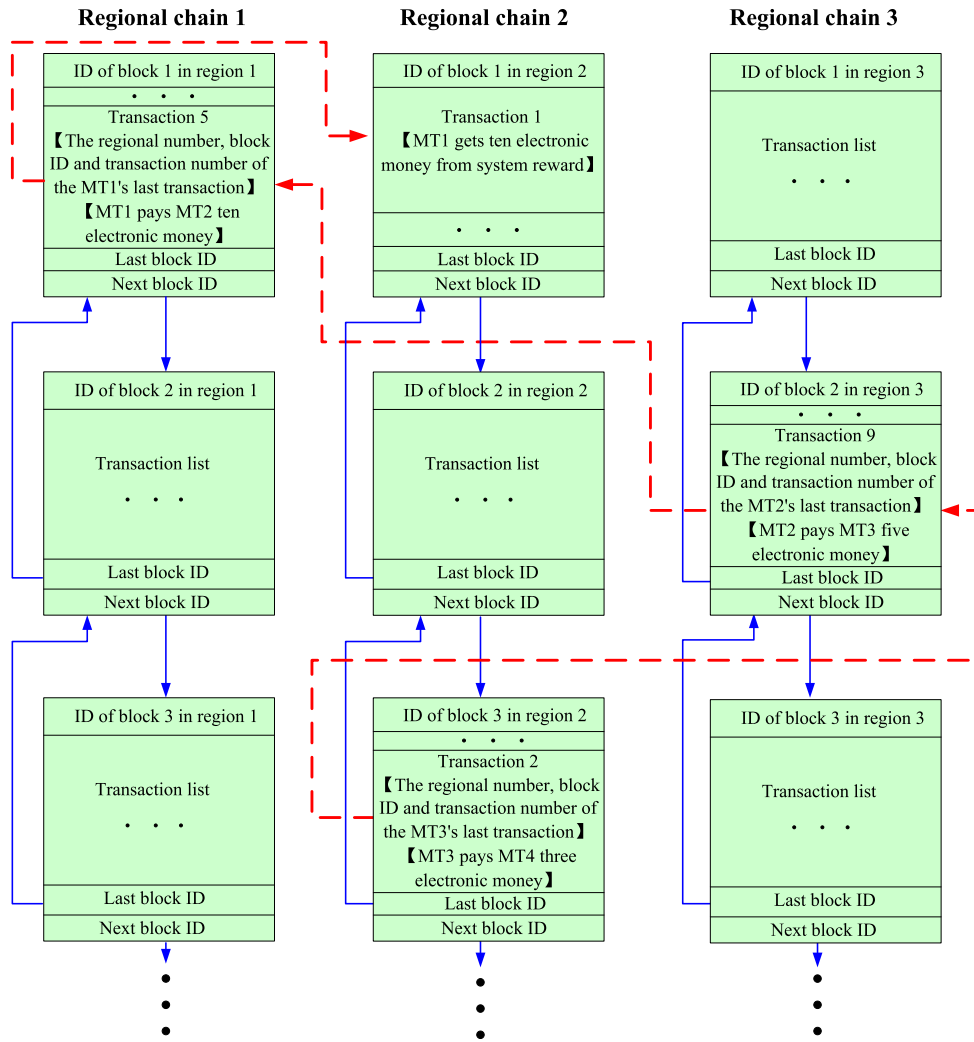 Regional chain 1
ID of block 1 in region 1
. . .
Transaction 5
【The regional number, block
ID and transaction number of
the MT1's last transaction】
【MT1 pays MT2 ten
electronic money】
Last block ID
Next block ID
ID of block 2 in region 1
Transaction list
. . .
Last block ID
Next block ID
ID of block 3 in region 1
Transaction list
. . .
Last block ID
Next block ID
Regional chain 2
ID of block 1 in region 2
Transaction 1
【MT1 gets ten electronic
money from system reward】
. . .
Last block ID
Next block ID
ID of block 2 in region 2
Transaction list
. . .
Last block ID
Next block ID
ID of block 3 in region 2
. . .
Transaction 2
【The regional number, block
ID and transaction number of
the MT3's last transaction】
【MT3 pays MT4 three
electronic money】
Last block ID
Next block ID
Regional chain 3
ID of block 1 in region 3
Transaction list
. . .
Last block ID
Next block ID
ID of block 2 in region 3
. . .
Transaction 9
【The regional number, block
ID and transaction number of
the MT2's last transaction】
【MT2 pays MT3 five
electronic money】
Last block ID
Next block ID
ID of block 3 in region 3
Transaction list
. . .
Last block ID
Next block ID